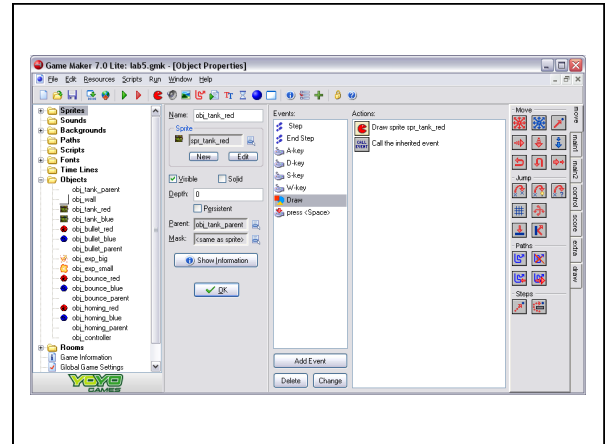 Game Maker 7.0 Lite: lab5.gmk - [Object Properties]
File Edit Resources Scripts Run Window Help
Sprites
Sounds
Backgrounds
Paths
Scripts
Fonts
Time Lines
Objects
obj_tank_parent
obj_wall
obj_tank_red
obj_tank_blue
obj_bullet_red
obj_bullet_blue
obj_bullet_parent
obj_exp_big
obj_exp_small
obj_bounce_red
obj_bounce_blue
obj_bounce_parent
obj_homing_red
obj_homing_blue
obj_homing_parent
obj_controller
Rooms
Game Information
Global Game Settings
YOYO
GAMES
Name: obj_tank_red
Sprite
spr_tank_red
New Edit
Visible Solid
Depth: 0
Persistent
Parent: obj_tank_parent
Mask: <same as sprite>
Show Information
OK
Events:
Step
End Step
A-key
D-key
S-key
W-key
Draw
press <Space>
Add Event
Delete Change
Actions:
Draw sprite spr_tank_red
CALL EVENT Call the inherited event
Move
Jump
Paths
Steps
move
main1
main2
control
score
extra
draw